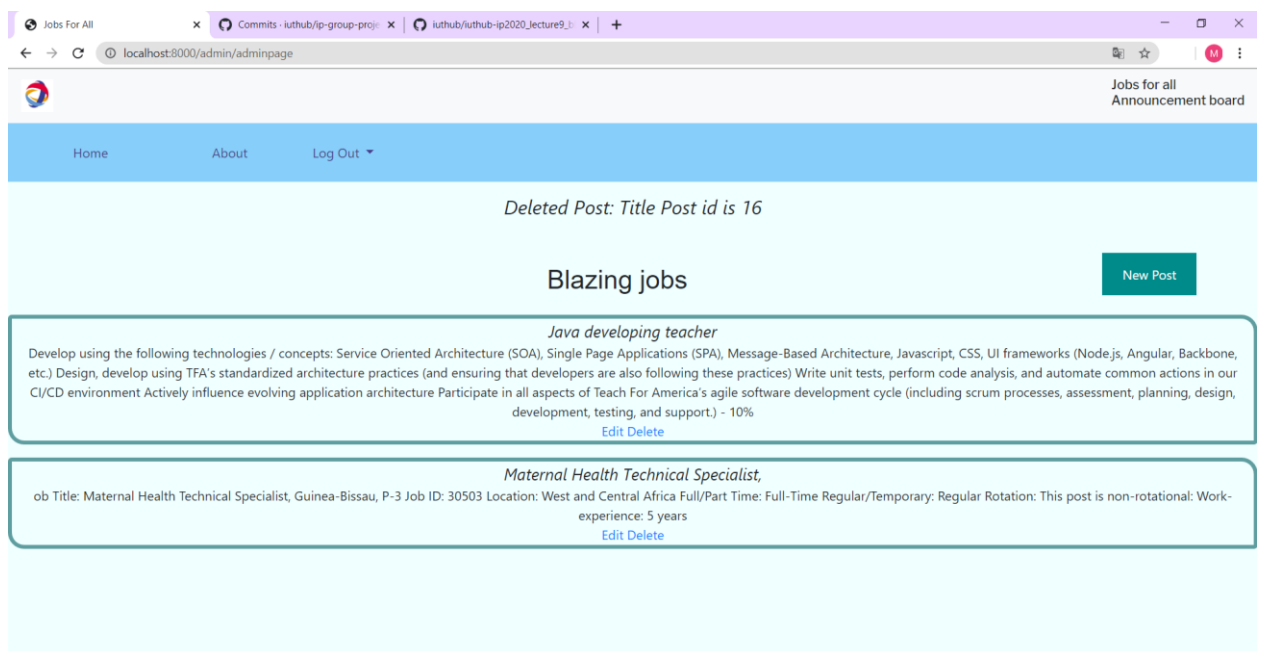 Jobs For All
Commits · iuthub/ip-group-proje
iuthub/iuthub-ip2020_lecture9_b
localhost:8000/admin/adminpage
M
Jobs for all
Announcement board
Home About Log Out
Deleted Post: Title Post id is 16
Blazing jobs
New Post
Java developing teacher
Develop using the following technologies / concepts: Service Oriented Architecture (SOA), Single Page Applications (SPA), Message-Based Architecture, Javascript, CSS, UI frameworks (Node.js, Angular, Backbone,
etc.) Design, develop using TFA's standardized architecture practices (and ensuring that developers are also following these practices) Write unit tests, perform code analysis, and automate common actions in our
CI/CD environment Actively influence evolving application architecture Participate in all aspects of Teach For America's agile software development cycle (including scrum processes, assessment, planning, design,
development, testing, and support.) - 10%
Edit Delete
Maternal Health Technical Specialist,
ob Title: Maternal Health Technical Specialist, Guinea-Bissau, P-3 Job ID: 30503 Location: West and Central Africa Full/Part Time: Full-Time Regular/Temporary: Regular Rotation: This post is non-rotational: Work-
experience: 5 years
Edit Delete